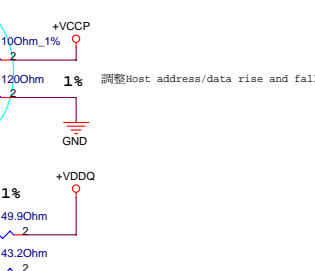 +VCCP
10Ohm_1%
2
120Ohm 1% 調整Host address/data rise and fall
2
GND
+VDDQ
1%
49.9Ohm
2
43.2Ohm
2